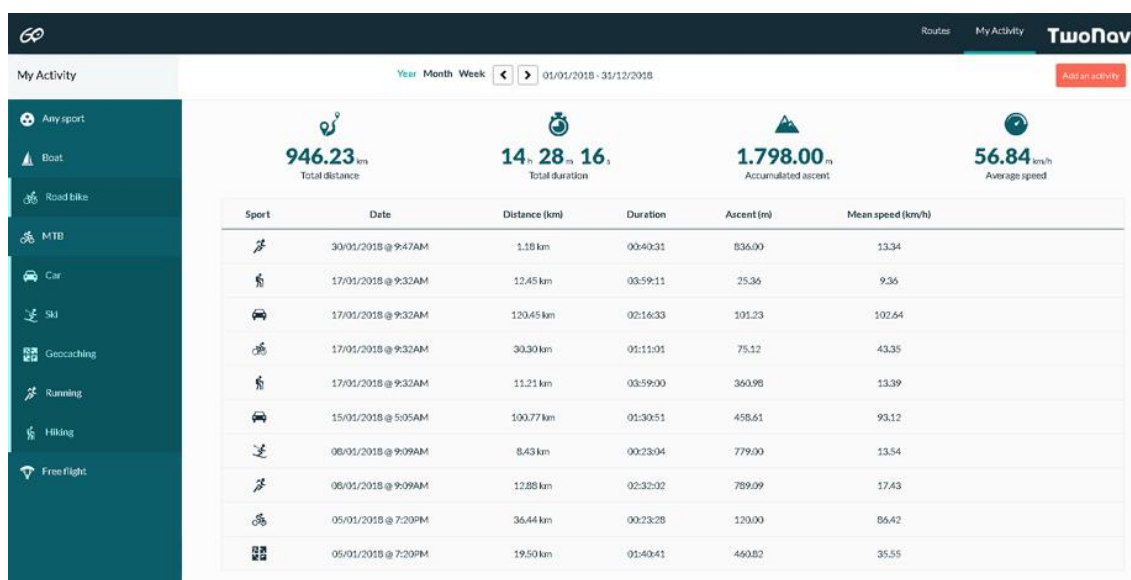 GO
Routes
My Activity
TwoNav
My Activity
Year Month Week
01/01/2018 - 31/12/2018
Add an activity
Any sport
Boat
Road bike
MTB
Car
Ski
Geocaching
Running
Hiking
Free flight
946.23 km
Total distance
14 h 28 m 16 s
Total duration
1.798.00 m
Accumulated ascent
56.84 km/h
Average speed
Sport Date Distance (km) Duration Ascent (m) Mean speed (km/h)
30/01/2018 @ 9:47AM 1.18 km 00:40:31 836.00 13.34
17/01/2018 @ 9:32AM 12.45 km 03:59:11 25.36 9.36
17/01/2018 @ 9:32AM 120.45 km 02:16:33 101.23 102.64
17/01/2018 @ 9:32AM 30.30 km 01:11:01 75.12 43.35
17/01/2018 @ 9:32AM 11.21 km 03:59:00 360.98 13.39
15/01/2018 @ 5:05AM 100.77 km 01:30:51 458.61 93.12
08/01/2018 @ 9:09AM 8.43 km 00:23:04 779.00 13.54
08/01/2018 @ 9:09AM 12.88 km 02:32:02 789.09 17.43
05/01/2018 @ 7:20PM 36.44 km 00:23:28 120.00 86.42
05/01/2018 @ 7:20PM 19.50 km 01:40:41 460.82 35.55